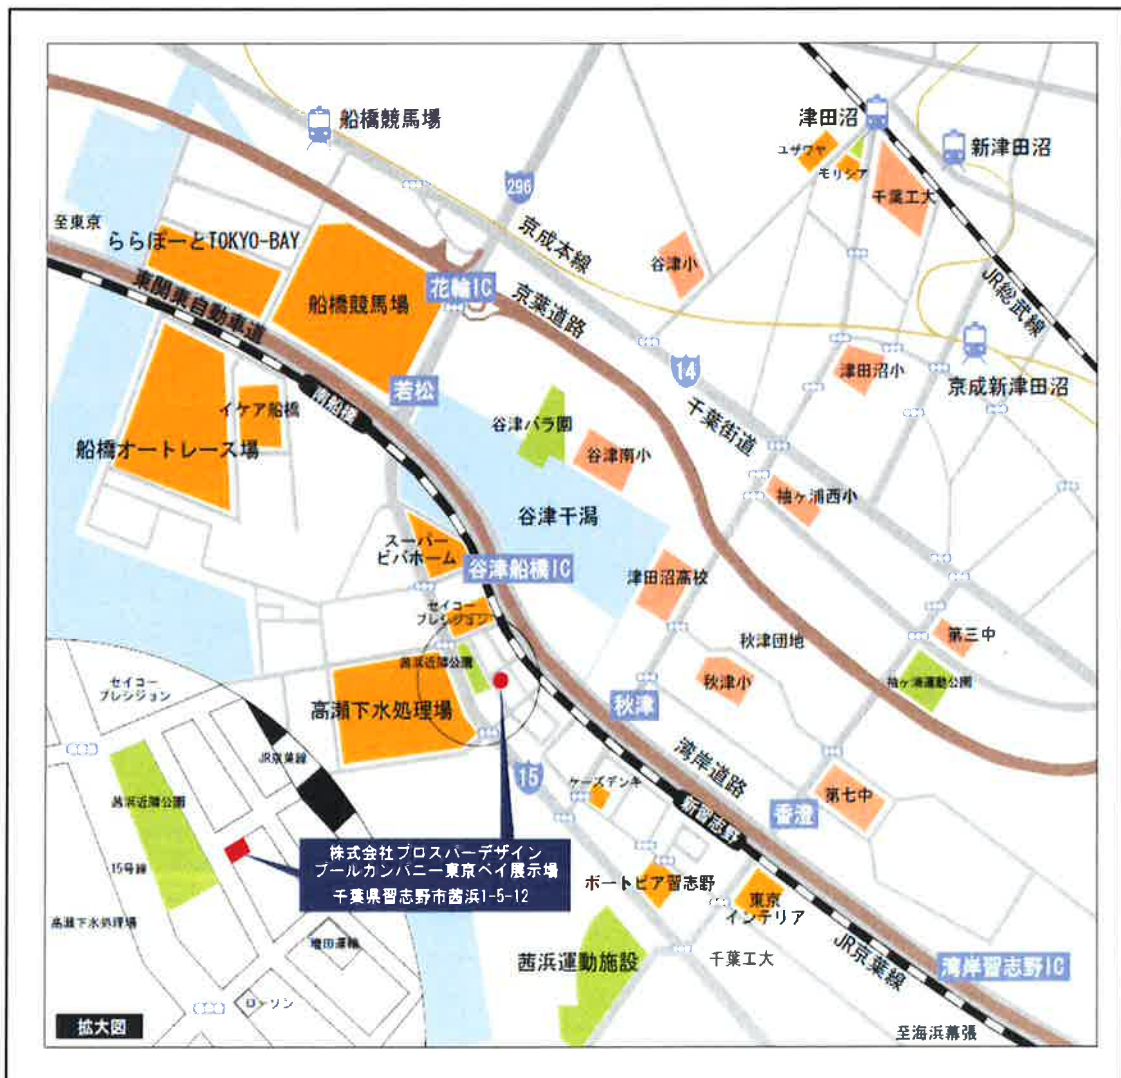 船橋競馬場
津田沼
ユザワヤ
モリシア
新津田沼
千葉工大
296
至東京
ららぽーとTOKYO-BAY
京成本線
谷津小
東関東自動車道
船橋競馬場
花輪IC
京葉道路
JR総武線
14
津田沼小
京成新津田沼
若松
南船橋
イケア船橋
谷津バラ園
千葉街道
船橋オートレース場
谷津南小
袖ヶ浦西小
谷津干潟
スーパー
ビバホーム
谷津船橋IC
津田沼高校
セイコー
プレシジョン
秋津団地
第三中
茜浜近隣公園
秋津小
袖ヶ浦運動公園
セイコー
プレシジョン
高瀬下水処理場
秋津
湾岸道路
JR京葉線
15
ケーズデンキ
第七中
茜浜近隣公園
新習志野
香澄
株式会社プロスパーデザイン
プールカンパニー東京ベイ展示場
千葉県習志野市茜浜1-5-12
15号線
ボートピア習志野
東京
インテリア
高瀬下水処理場
増田運輸
JR京葉線
茜浜運動施設
千葉工大
湾岸習志野IC
ローソン
拡大図
至海浜幕張